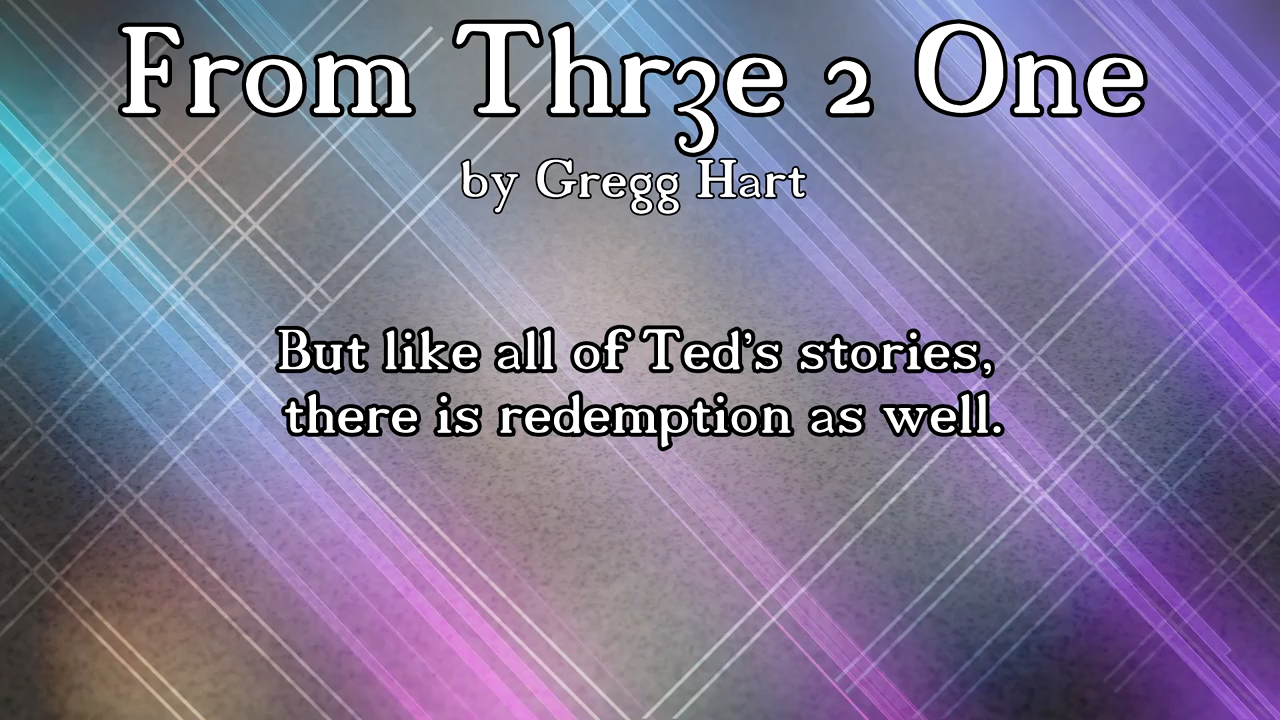 From Thr3e 2 One
by Gregg Hart
But like all of Ted's stories,
there is redemption as well.